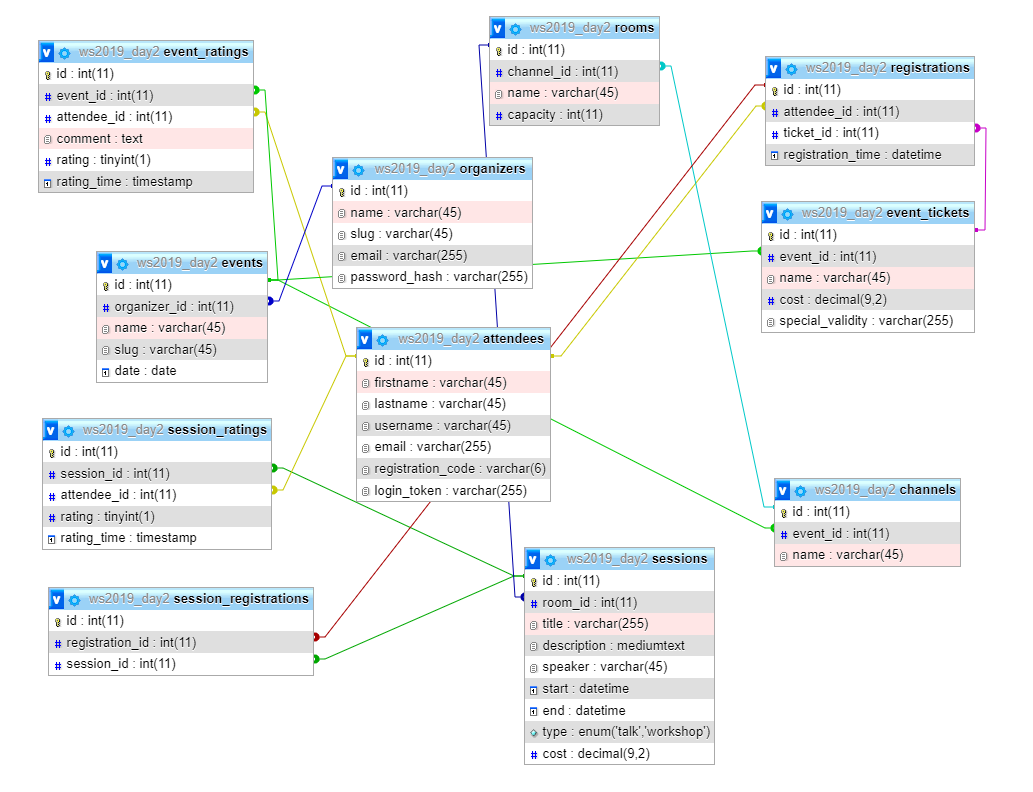 v ws2019_day2 event_ratings
id : int(11)
# event_id : int(11)
# attendee_id : int(11)
comment : text
# rating : tinyint(1)
rating_time : timestamp
v ws2019_day2 rooms
id : int(11)
# channel_id : int(11)
name : varchar(45)
# capacity : int(11)
v ws2019_day2 registrations
id : int(11)
# attendee_id : int(11)
# ticket_id : int(11)
registration_time : datetime
v ws2019_day2 organizers
id : int(11)
name : varchar(45)
slug : varchar(45)
email : varchar(255)
password_hash : varchar(255)
v ws2019_day2 event_tickets
id : int(11)
# event_id : int(11)
name : varchar(45)
# cost : decimal(9,2)
special_validity : varchar(255)
v ws2019_day2 events
id : int(11)
# organizer_id : int(11)
name : varchar(45)
slug : varchar(45)
date : date
v ws2019_day2 attendees
id : int(11)
firstname : varchar(45)
lastname : varchar(45)
username : varchar(45)
email : varchar(255)
registration_code : varchar(6)
login_token : varchar(255)
v ws2019_day2 session_ratings
id : int(11)
# session_id : int(11)
# attendee_id : int(11)
# rating : tinyint(1)
rating_time : timestamp
v ws2019_day2 channels
id : int(11)
# event_id : int(11)
name : varchar(45)
v ws2019_day2 session_registrations
id : int(11)
# registration_id : int(11)
# session_id : int(11)
v ws2019_day2 sessions
id : int(11)
# room_id : int(11)
title : varchar(255)
description : mediumtext
speaker : varchar(45)
start : datetime
end : datetime
type : enum('talk','workshop')
# cost : decimal(9,2)